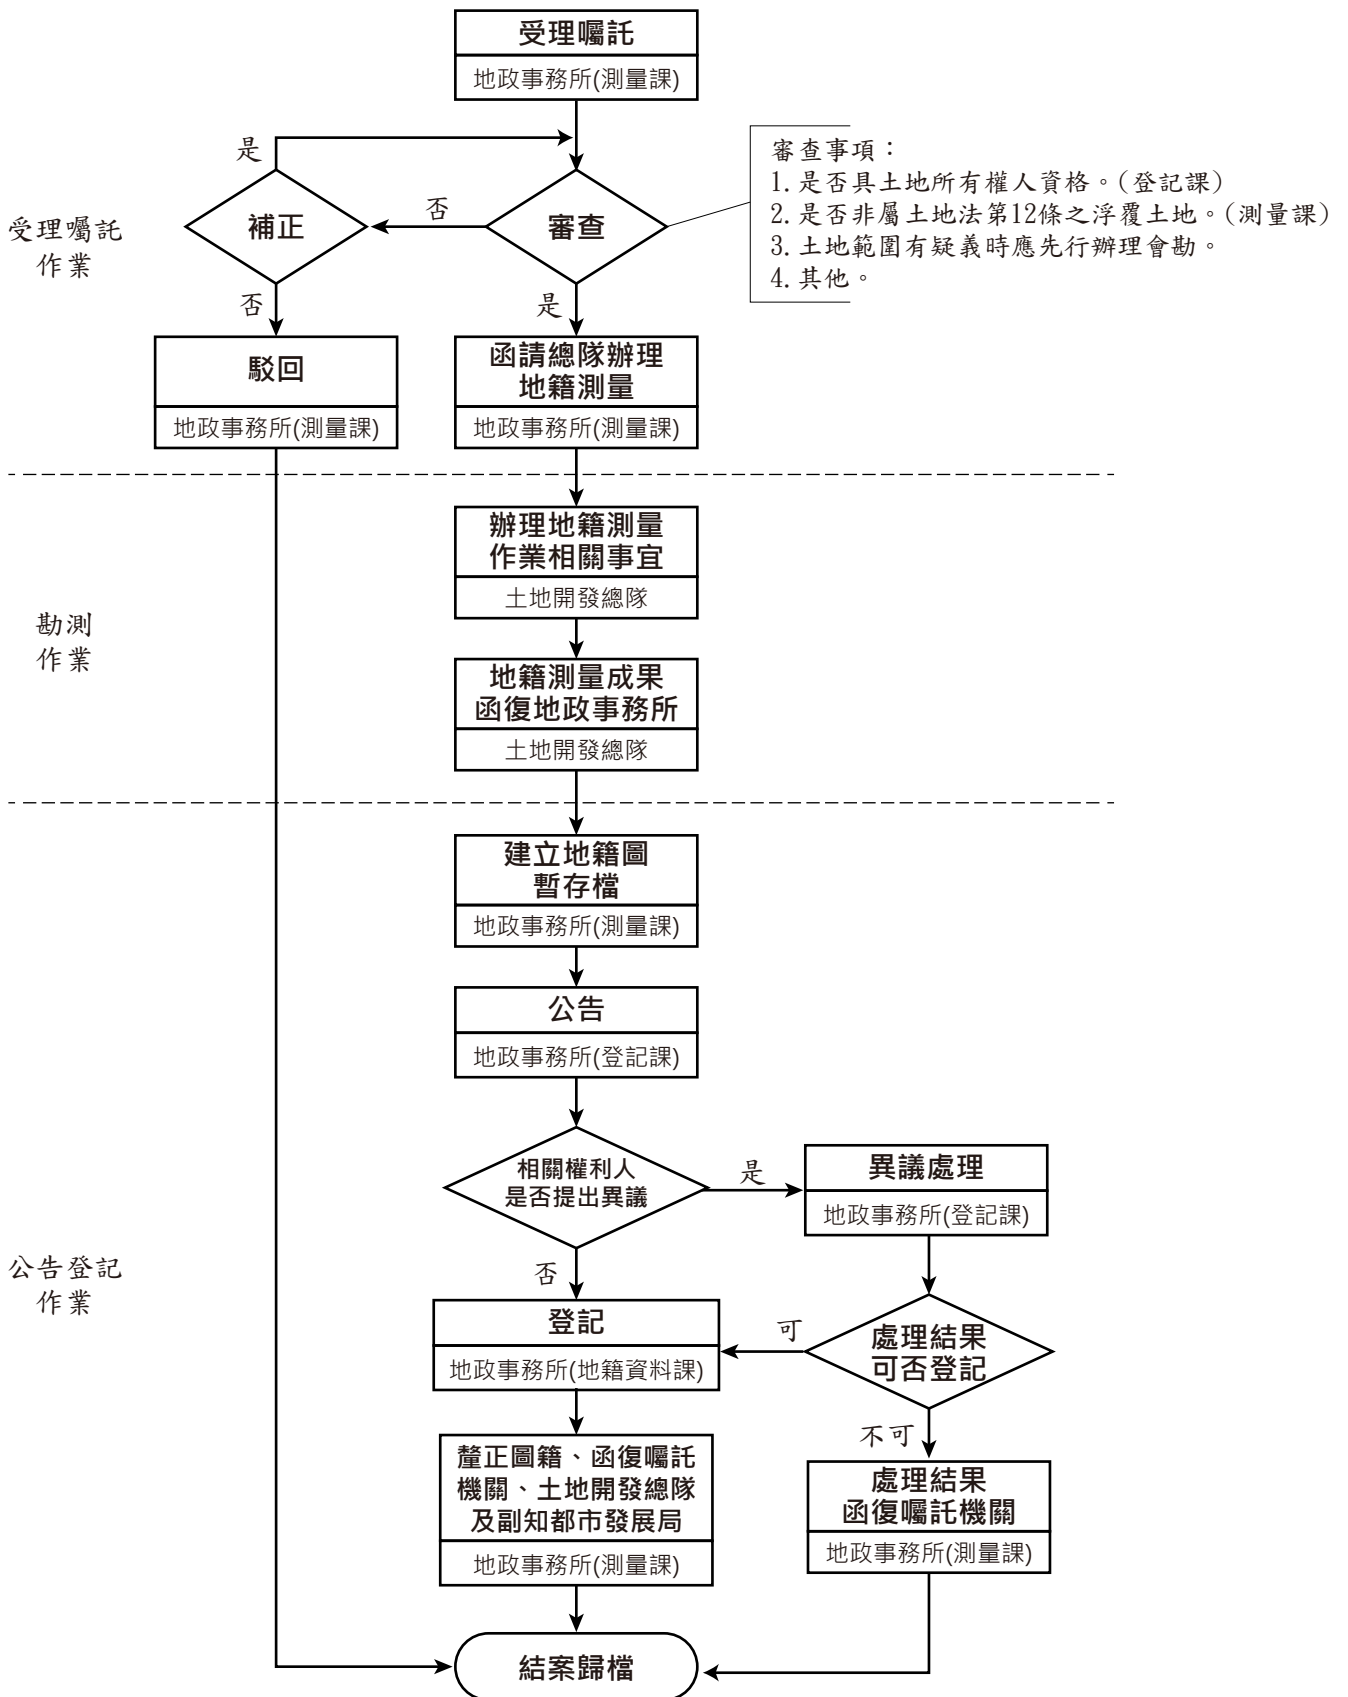 受理囑託
地政事務所(測量課)
是
補正
否
審查
審查事項：
1.是否具土地所有權人資格。(登記課)
2.是否非屬土地法第12條之浮覆土地。(測量課)
3.土地範圍有疑義時應先行辦理會勘。
4.其他。
受理囑託
作業
否
是
駁回
地政事務所(測量課)
函請總隊辦理
地籍測量
地政事務所(測量課)
辦理地籍測量
作業相關事宜
土地開發總隊
勘測
作業
地籍測量成果
函復地政事務所
土地開發總隊
建立地籍圖
暫存檔
地政事務所(測量課)
公告
地政事務所(登記課)
相關權利人
是否提出異議
是
異議處理
地政事務所(登記課)
公告登記
作業
否
登記
地政事務所(地籍資料課)
可
處理結果
可否登記
不可
釐正圖籍、函復囑託
機關、土地開發總隊
及副知都市發展局
地政事務所(測量課)
處理結果
函復囑託機關
地政事務所(測量課)
結案歸檔